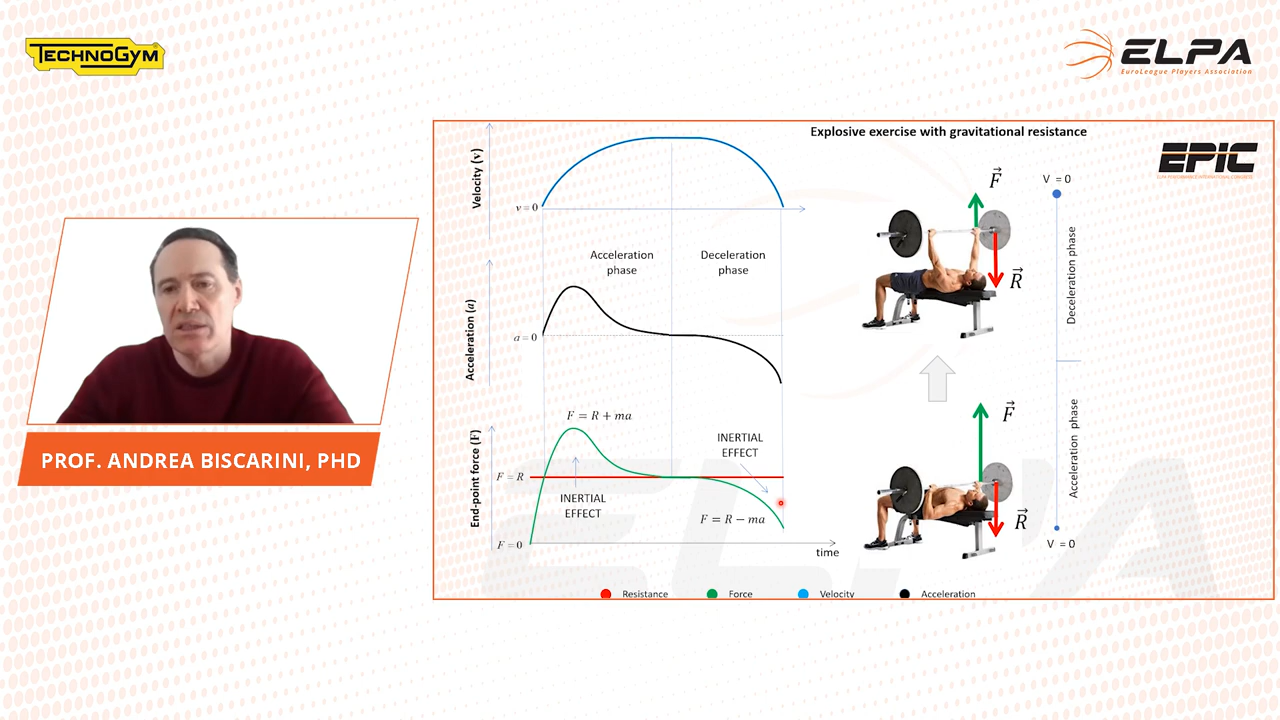 TECHNOGYM
ELPA
EuroLeague Players Association
PROF. ANDREA BISCARINI, PHD
Explosive exercise with gravitational resistance
EPIC
Velocity (v)
v = 0
Acceleration
phase
Deceleration
phase
Acceleration (a)
a = 0
F = R + ma
INERTIAL
EFFECT
INERTIAL
EFFECT
End-point force (F)
F = R
F = R − ma
F = 0
time
Resistance
Force
Velocity
Acceleration
F⃗
R⃗
F⃗
R⃗
V = 0
Deceleration phase
Acceleration phase
V = 0
ELPA